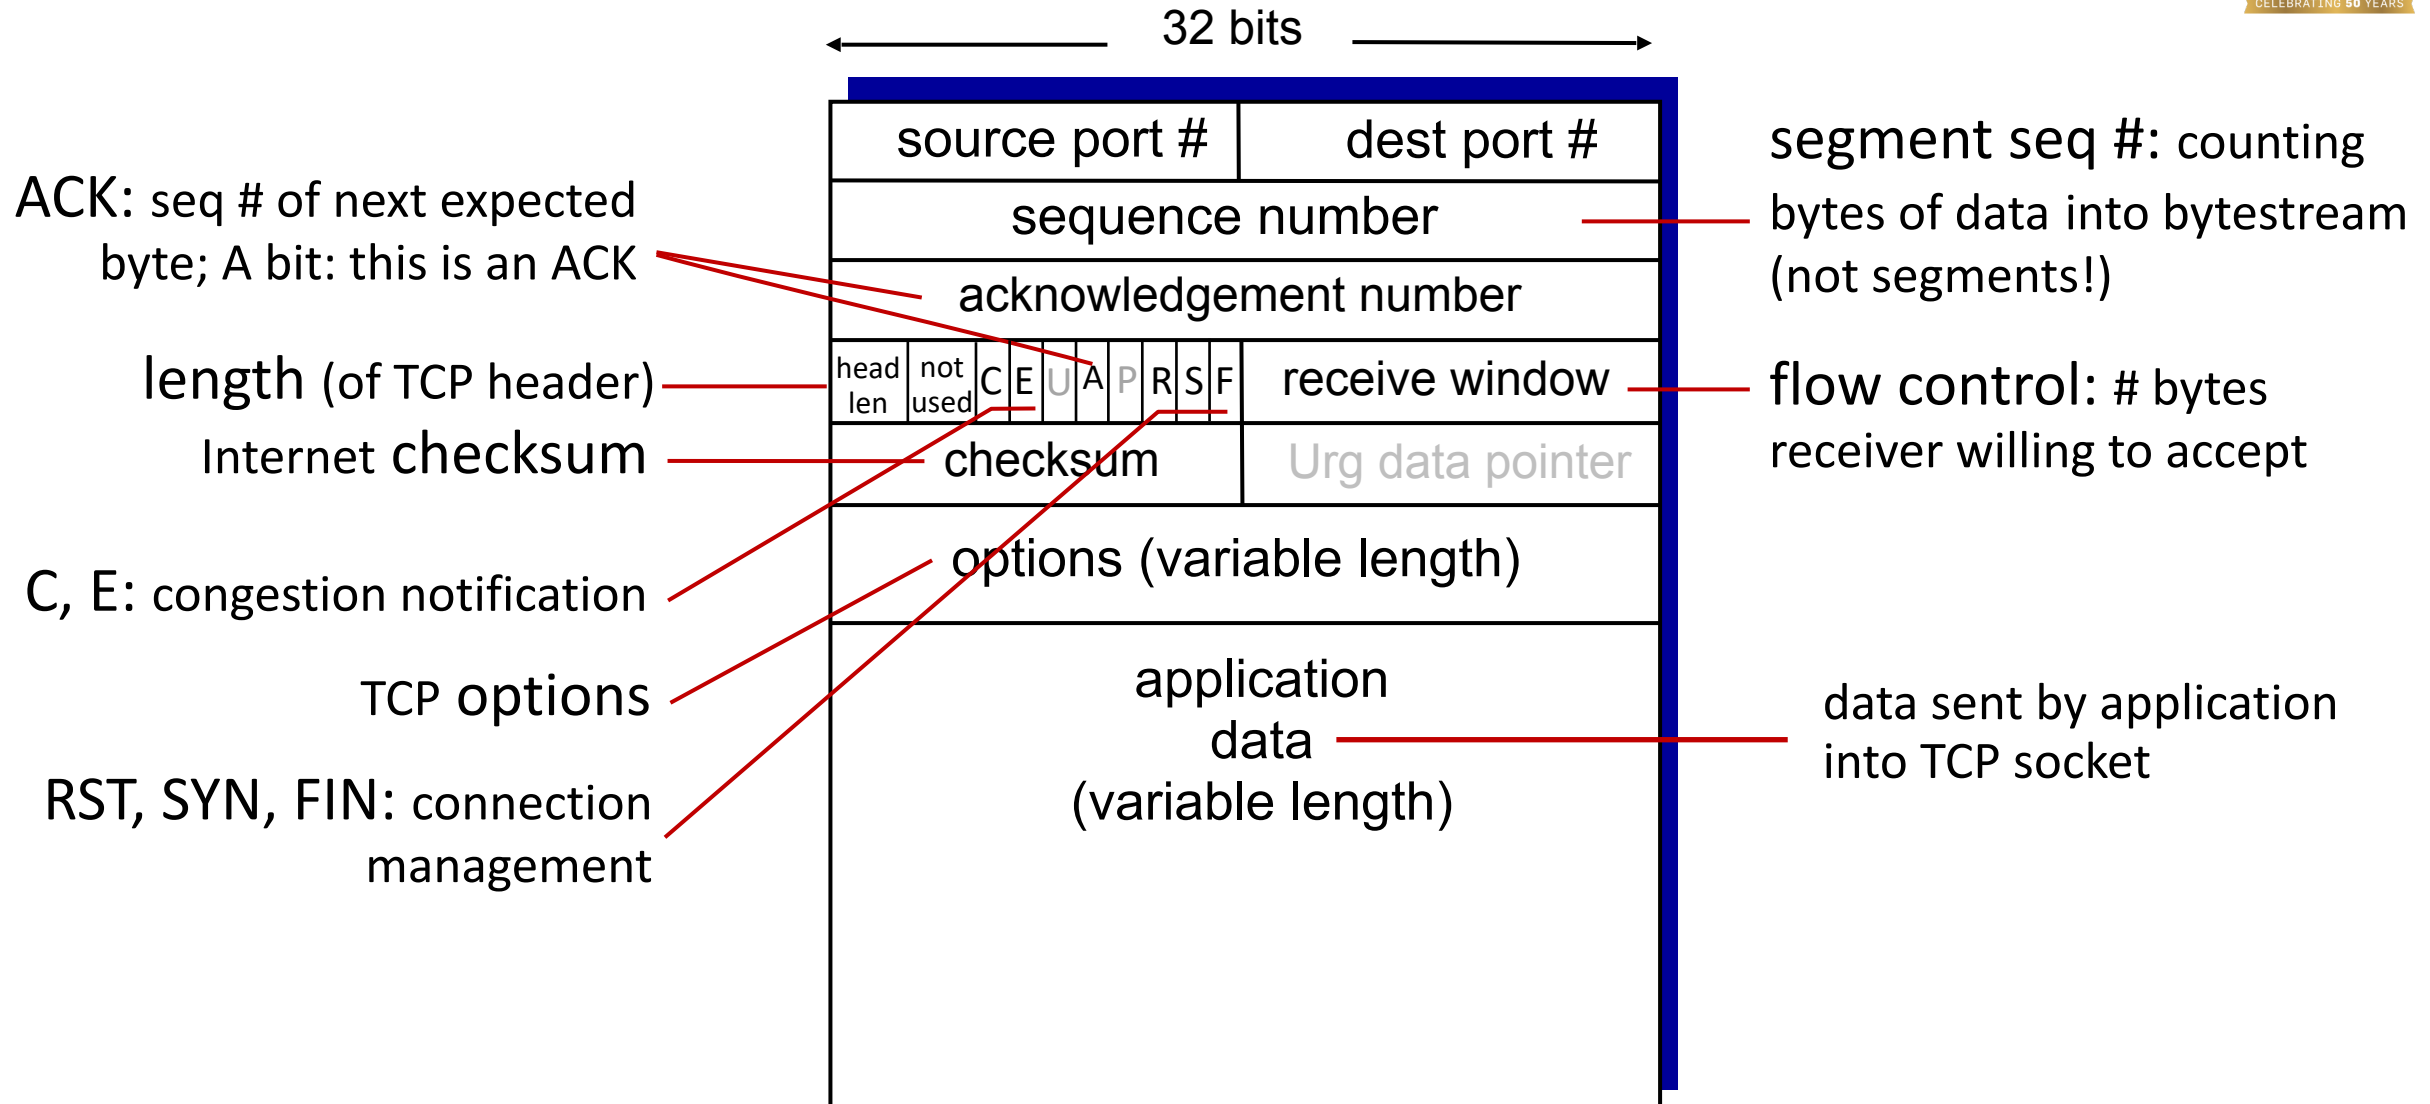 CELEBRATING 50 YEARS
32 bits
source port #
dest port #
segment seq #: counting
bytes of data into bytestream
(not segments!)
ACK: seq # of next expected
byte; A bit: this is an ACK
sequence number
acknowledgement number
length (of TCP header)
head
len
not
used
C E U A P R S F
receive window
flow control: # bytes
receiver willing to accept
Internet checksum
checksum
Urg data pointer
C, E: congestion notification
options (variable length)
TCP options
application
data
(variable length)
data sent by application
into TCP socket
RST, SYN, FIN: connection
management